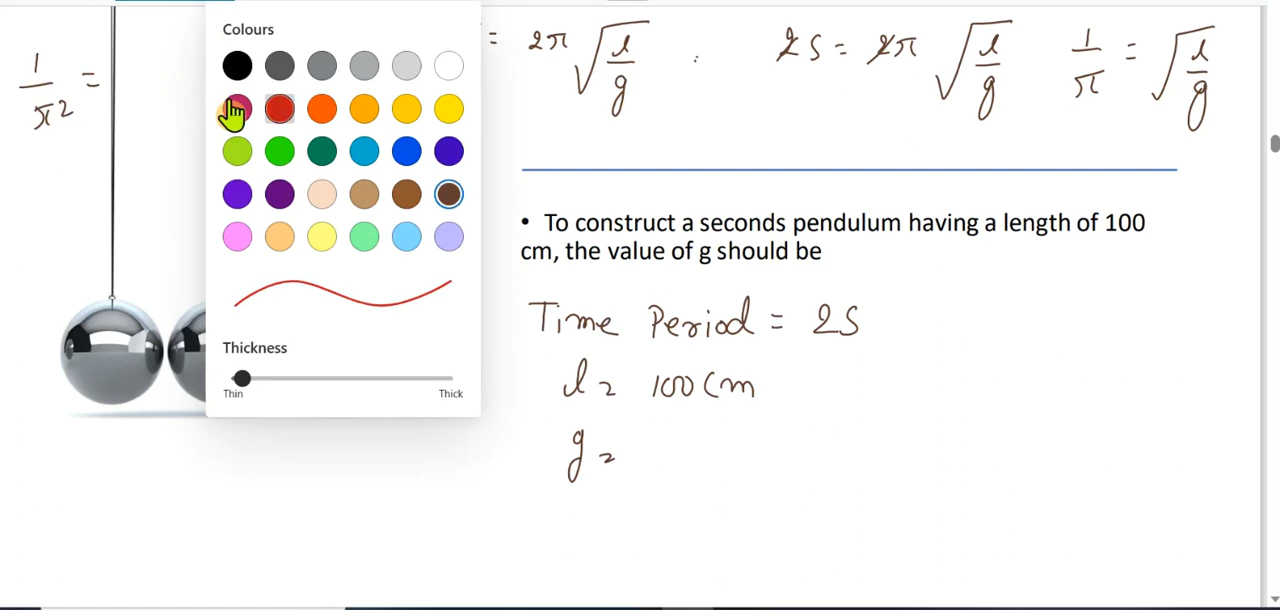 Colours
1/π² =
= 2π √(l/g)
2S = 2π √(l/g)
1/π = √(l/g)
• To construct a seconds pendulum having a length of 100
cm, the value of g should be
Time Period = 2S
l = 100 Cm
g =
Thickness
Thin Thick